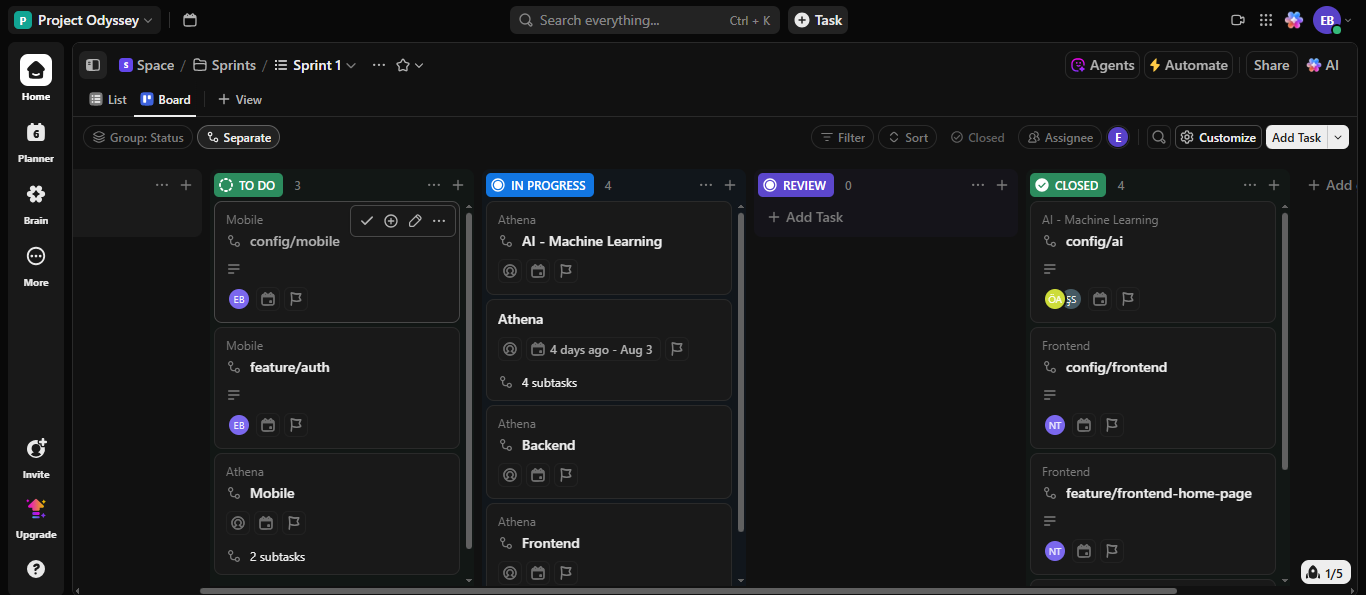 P Project Odyssey
Search everything... Ctrl + K
Task
EB
Home
6
Planner
Brain
More
Invite
Upgrade
?
S Space / Sprints / Sprint 1
Agents
Automate
Share
AI
List
Board
View
Group: Status
Separate
Filter
Sort
Closed
Assignee
E
Customize
Add Task
TO DO 3
Mobile
config/mobile
EB
Mobile
feature/auth
EB
Athena
Mobile
2 subtasks
IN PROGRESS 4
Athena
AI - Machine Learning
Athena
4 days ago - Aug 3
4 subtasks
Athena
Backend
Athena
Frontend
REVIEW 0
+ Add Task
CLOSED 4
AI - Machine Learning
config/ai
ÖA ŞS
Frontend
config/frontend
NT
Frontend
feature/frontend-home-page
NT
+ Add
1/5